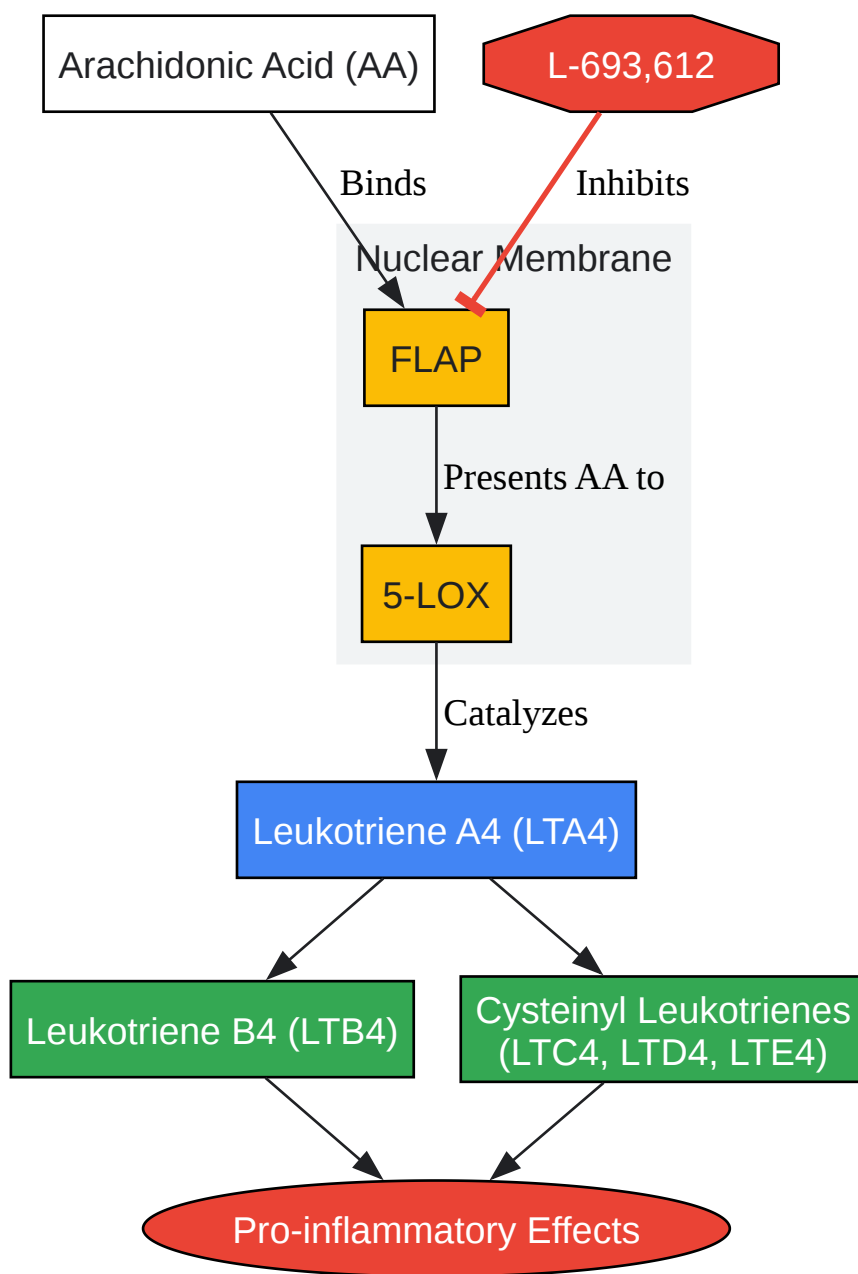 Arachidonic Acid (AA)
L-693,612
Binds
Inhibits
Nuclear Membrane
FLAP
Presents AA to
5-LOX
Catalyzes
Leukotriene A4 (LTA4)
Leukotriene B4 (LTB4)
Cysteinyl Leukotrienes
(LTC4, LTD4, LTE4)
Pro-inflammatory Effects